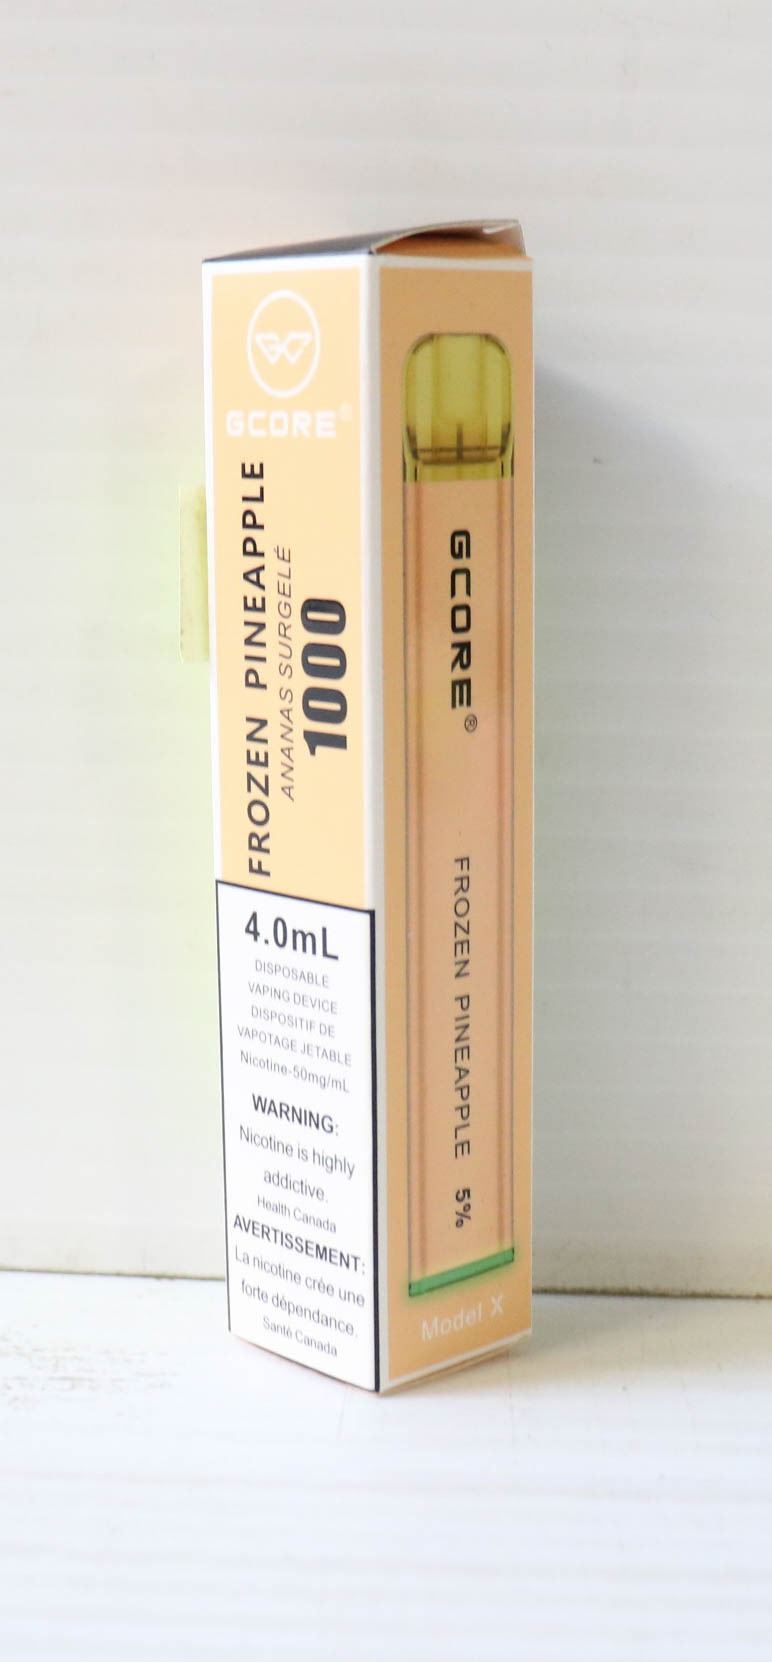 GC
GCORE®
FROZEN PINEAPPLE
ANANAS SURGELÉ
1000
4.0mL
DISPOSABLE
VAPING DEVICE
DISPOSITIF DE
VAPOTAGE JETABLE
Nicotine-50mg/mL
WARNING:
Nicotine is highly
addictive.
Health Canada
AVERTISSEMENT:
La nicotine crée une
forte dépendance.
Santé Canada
GCORE®
FROZEN PINEAPPLE 5%
Model X